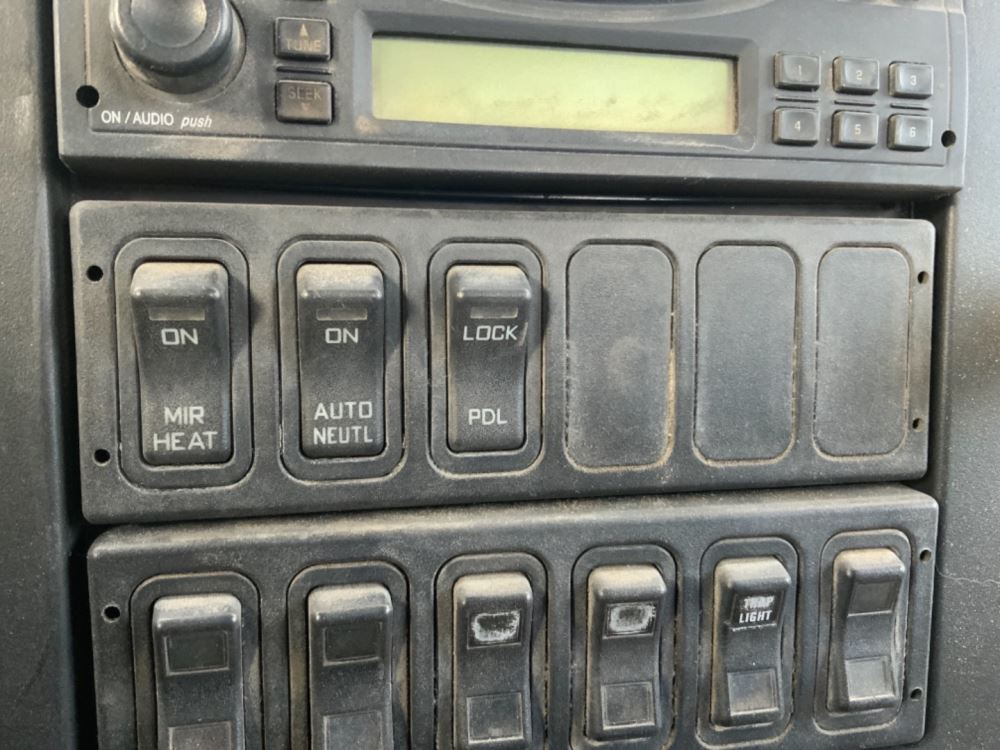 TUNE
SEEK
ON / AUDIO push
1 2 3
4 5 6
ON
MIR
HEAT
ON
AUTO
NEUTL
LOCK
PDL
LIGHT